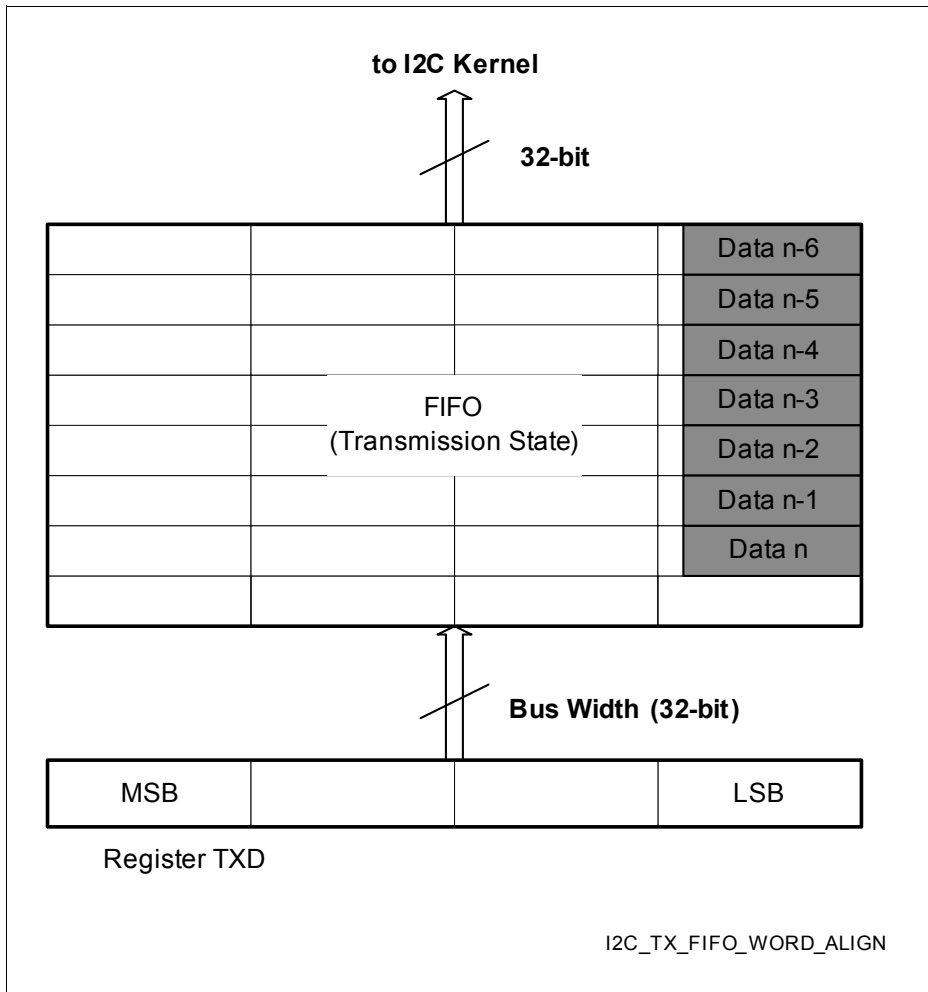 to I2C Kernel
32-bit
Data n-6
Data n-5
Data n-4
Data n-3
FIFO
(Transmission State)
Data n-2
Data n-1
Data n
Bus Width (32-bit)
MSB LSB
Register TXD
I2C_TX_FIFO_WORD_ALIGN